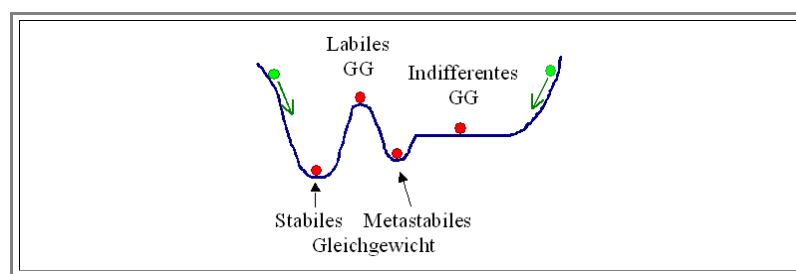 Labiles
GG
Indifferentes
GG
Stabiles Metastabiles
Gleichgewicht